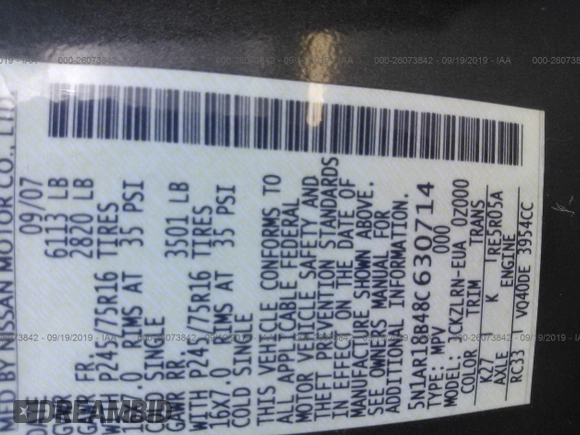 MFD BY NISSAN MOTOR CO., LTD
09/07
GVWR 6113 LB
GAWR FR 2820 LB
WITH P245/75R16 TIRES
16X7.0 RIMS AT 35 PSI
COLD SINGLE
GAWR RR 3501 LB
WITH P245/75R16 TIRES
16X7.0 RIMS AT 35 PSI
COLD SINGLE
THIS VEHICLE CONFORMS TO
ALL APPLICABLE FEDERAL
MOTOR VEHICLE SAFETY AND
THEFT PREVENTION STANDARDS
IN EFFECT ON THE DATE OF
MANUFACTURE SHOWN ABOVE.
SEE OWNERS MANUAL FOR
ADDITIONAL INFORMATION.
5N1AR18B48C630714
TYPE: MPV 000
MODEL: JCKZLRN-EUA 0Z000
COLOR TRIM TRANS
K27 K RE5R05A
AXLE ENGINE
RC33 VQ40DE 3954CC
000-26073842 - 09/19/2019 - IAA
DREAMBID